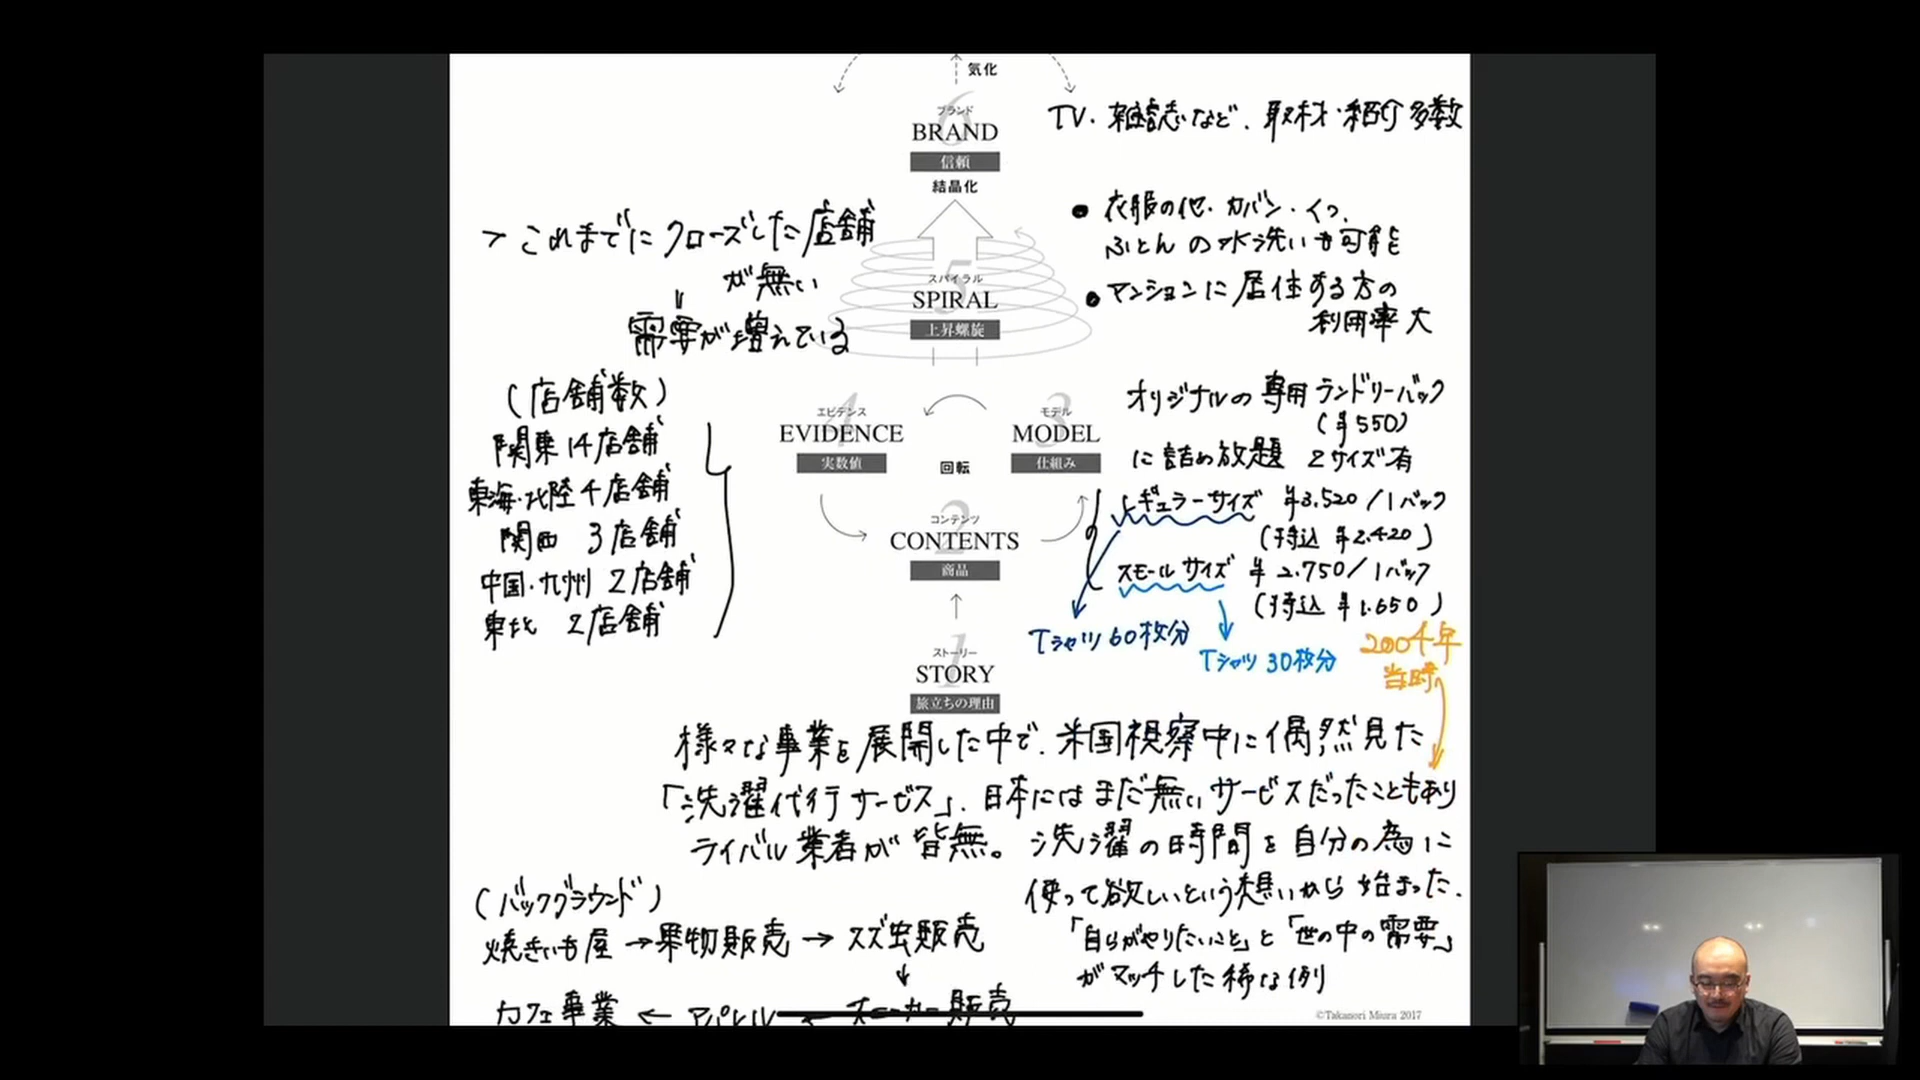 気化
ブランド
6
BRAND
信頼
結晶化
TV・雑誌など、取材・紹介多数
> これまでにクローズした店舗
が無い
需要が増えている
スパイラル
5
SPIRAL
上昇螺旋
● 衣服の他・カバン・くつ、
ふとんの水洗いも可能
● マンションに居住する方の
利用率大
(店舗数)
関東14店舗
東海・北陸4店舗
関西 3店舗
中国・九州 2店舗
東北 2店舗
エビデンス
4
EVIDENCE
実数値
回転
モデル
3
MODEL
仕組み
オリジナルの専用ランドリーバック
(¥550)
に詰め放題 2サイズ有
レギュラーサイズ ¥3.520/1バック
(持込 ¥2.420)
スモールサイズ ¥2.750/1バック
(持込 ¥1.650)
Tシャツ60枚分
Tシャツ30枚分
2004年
当時
コンテンツ
2
CONTENTS
商品
ストーリー
1
STORY
旅立ちの理由
様々な事業を展開した中で、米国視察中に偶然見た
「洗濯代行サービス」、日本にはまだ無いサービスだったこともあり
ライバル業者が皆無。洗濯の時間を自分の為に
使って欲しいという想いから始まった。
「自らがやりたいこと」と「世の中の需要」
がマッチした稀な例
(バックグラウンド)
焼きいも屋→果物販売→スズ虫販売
↓
カフェ事業←アパレル←スニーカー販売
©Takanori Miura 2017